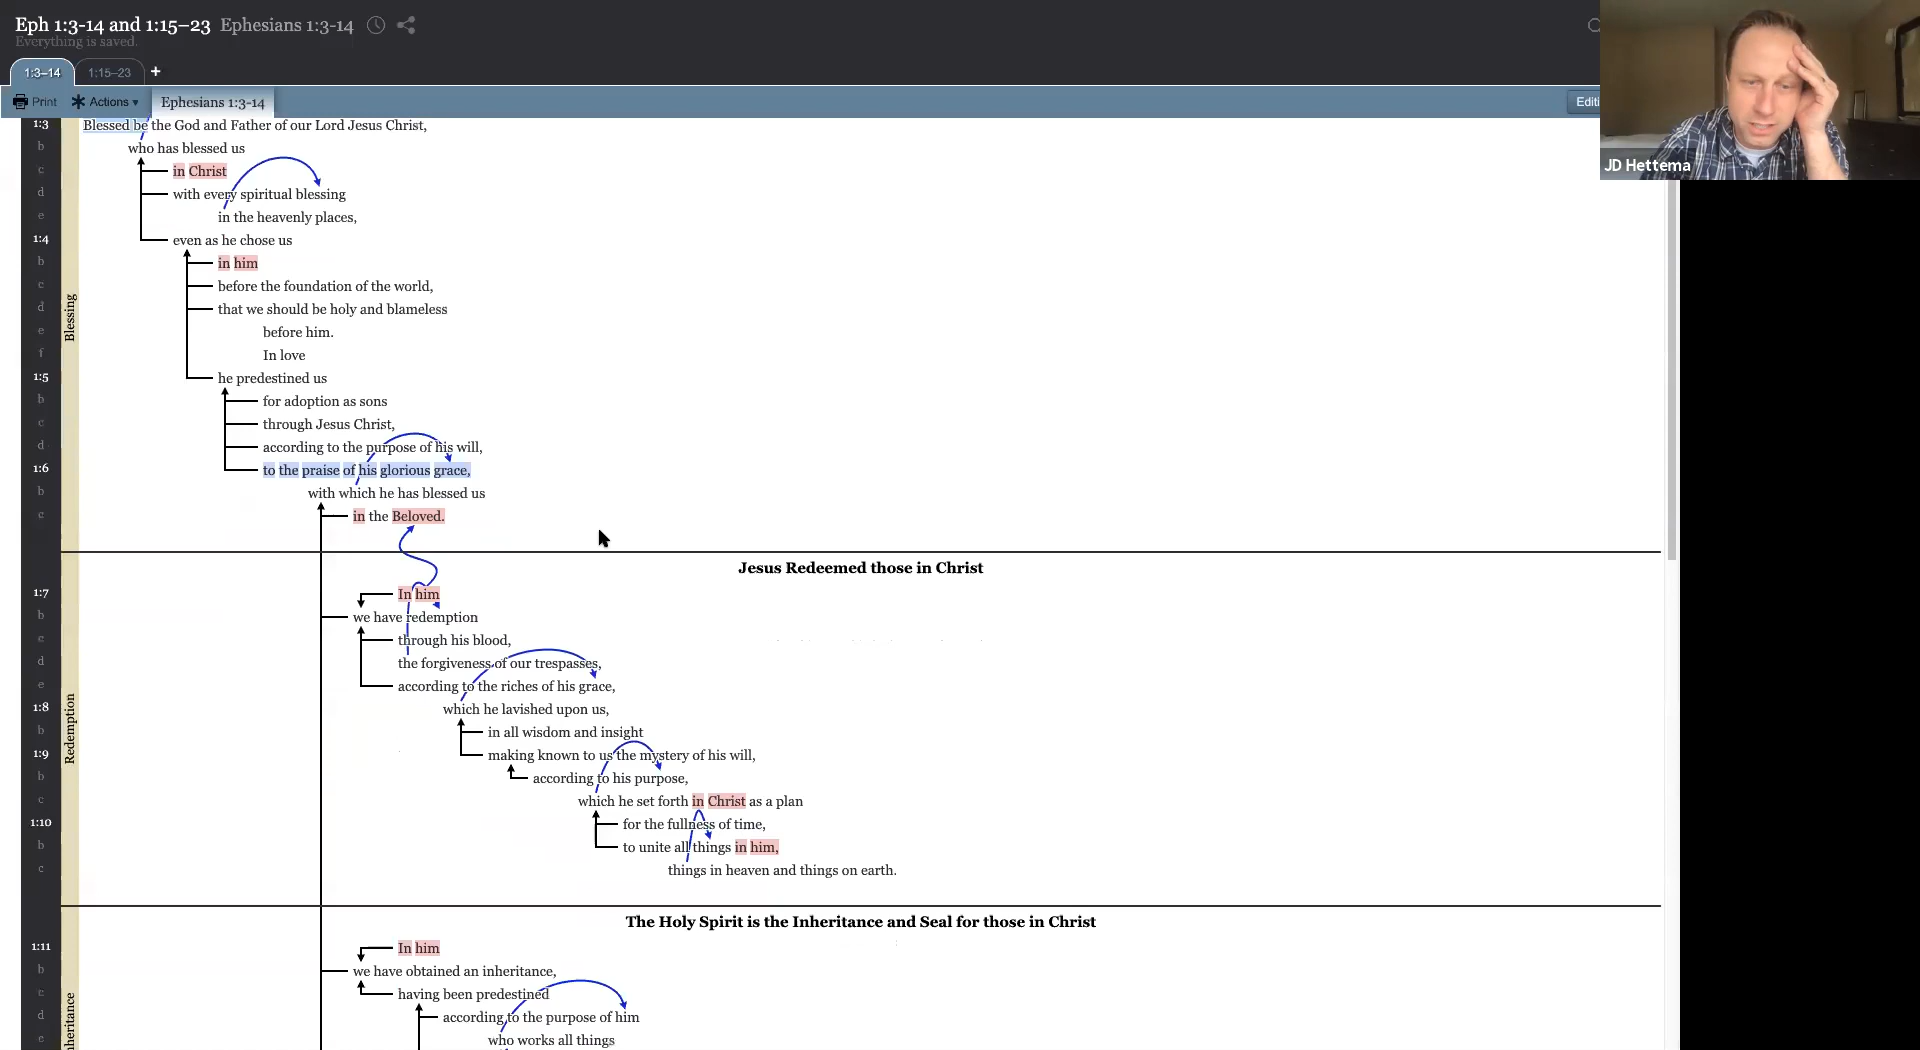 Eph 1:3-14 and 1:15–23 Ephesians 1:3-14
Everything is saved.
1:3–14 1:15–23 +
Print Actions ▾ Ephesians 1:3-14 Editi
JD Hettema
1:3 Blessed be the God and Father of our Lord Jesus Christ,
b who has blessed us
c in Christ
d with every spiritual blessing
e in the heavenly places,
1:4 even as he chose us
b in him
c before the foundation of the world,
d that we should be holy and blameless
e before him.
f In love
1:5 he predestined us
b for adoption as sons
c through Jesus Christ,
d according to the purpose of his will,
1:6 to the praise of his glorious grace,
b with which he has blessed us
c in the Beloved.
Blessing
Jesus Redeemed those in Christ
1:7 In him
b we have redemption
c through his blood,
d the forgiveness of our trespasses,
e according to the riches of his grace,
1:8 which he lavished upon us,
b in all wisdom and insight
1:9 making known to us the mystery of his will,
b according to his purpose,
c which he set forth in Christ as a plan
1:10 for the fullness of time,
b to unite all things in him,
c things in heaven and things on earth.
Redemption
The Holy Spirit is the Inheritance and Seal for those in Christ
1:11 In him
b we have obtained an inheritance,
c having been predestined
d according to the purpose of him
e who works all things
heritance